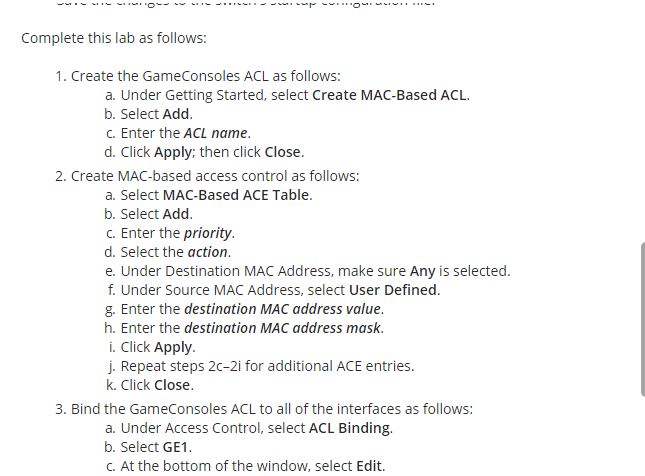 Complete this lab as follows:
1. Create the GameConsoles ACL as follows:
a. Under Getting Started, select Create MAC-Based ACL.
b. Select Add.
c. Enter the ACL name.
d. Click Apply; then click Close.
2. Create MAC-based access control as follows:
a. Select MAC-Based ACE Table.
b. Select Add.
c. Enter the priority.
d. Select the action.
e. Under Destination MAC Address, make sure Any is selected.
f. Under Source MAC Address, select User Defined.
g. Enter the destination MAC address value.
h. Enter the destination MAC address mask.
i. Click Apply.
j. Repeat steps 2c–2i for additional ACE entries.
k. Click Close.
3. Bind the GameConsoles ACL to all of the interfaces as follows:
a. Under Access Control, select ACL Binding.
b. Select GE1.
c. At the bottom of the window, select Edit.